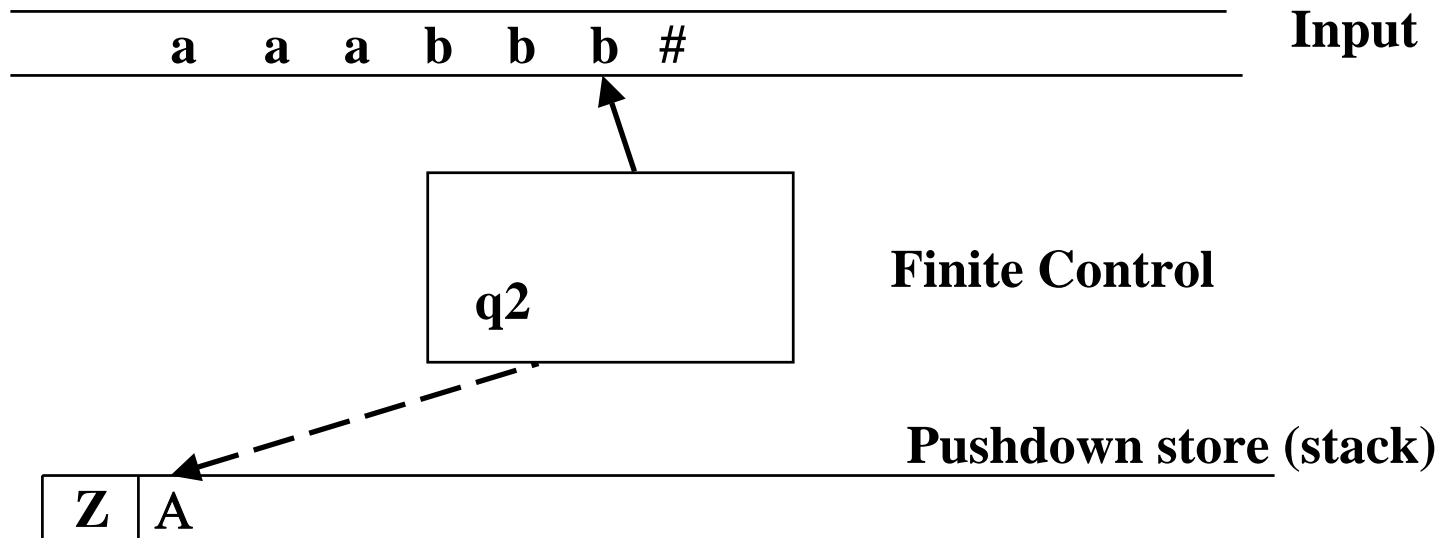 a a a b b b #
Input
Finite Control
q2
Pushdown store (stack)
Z A